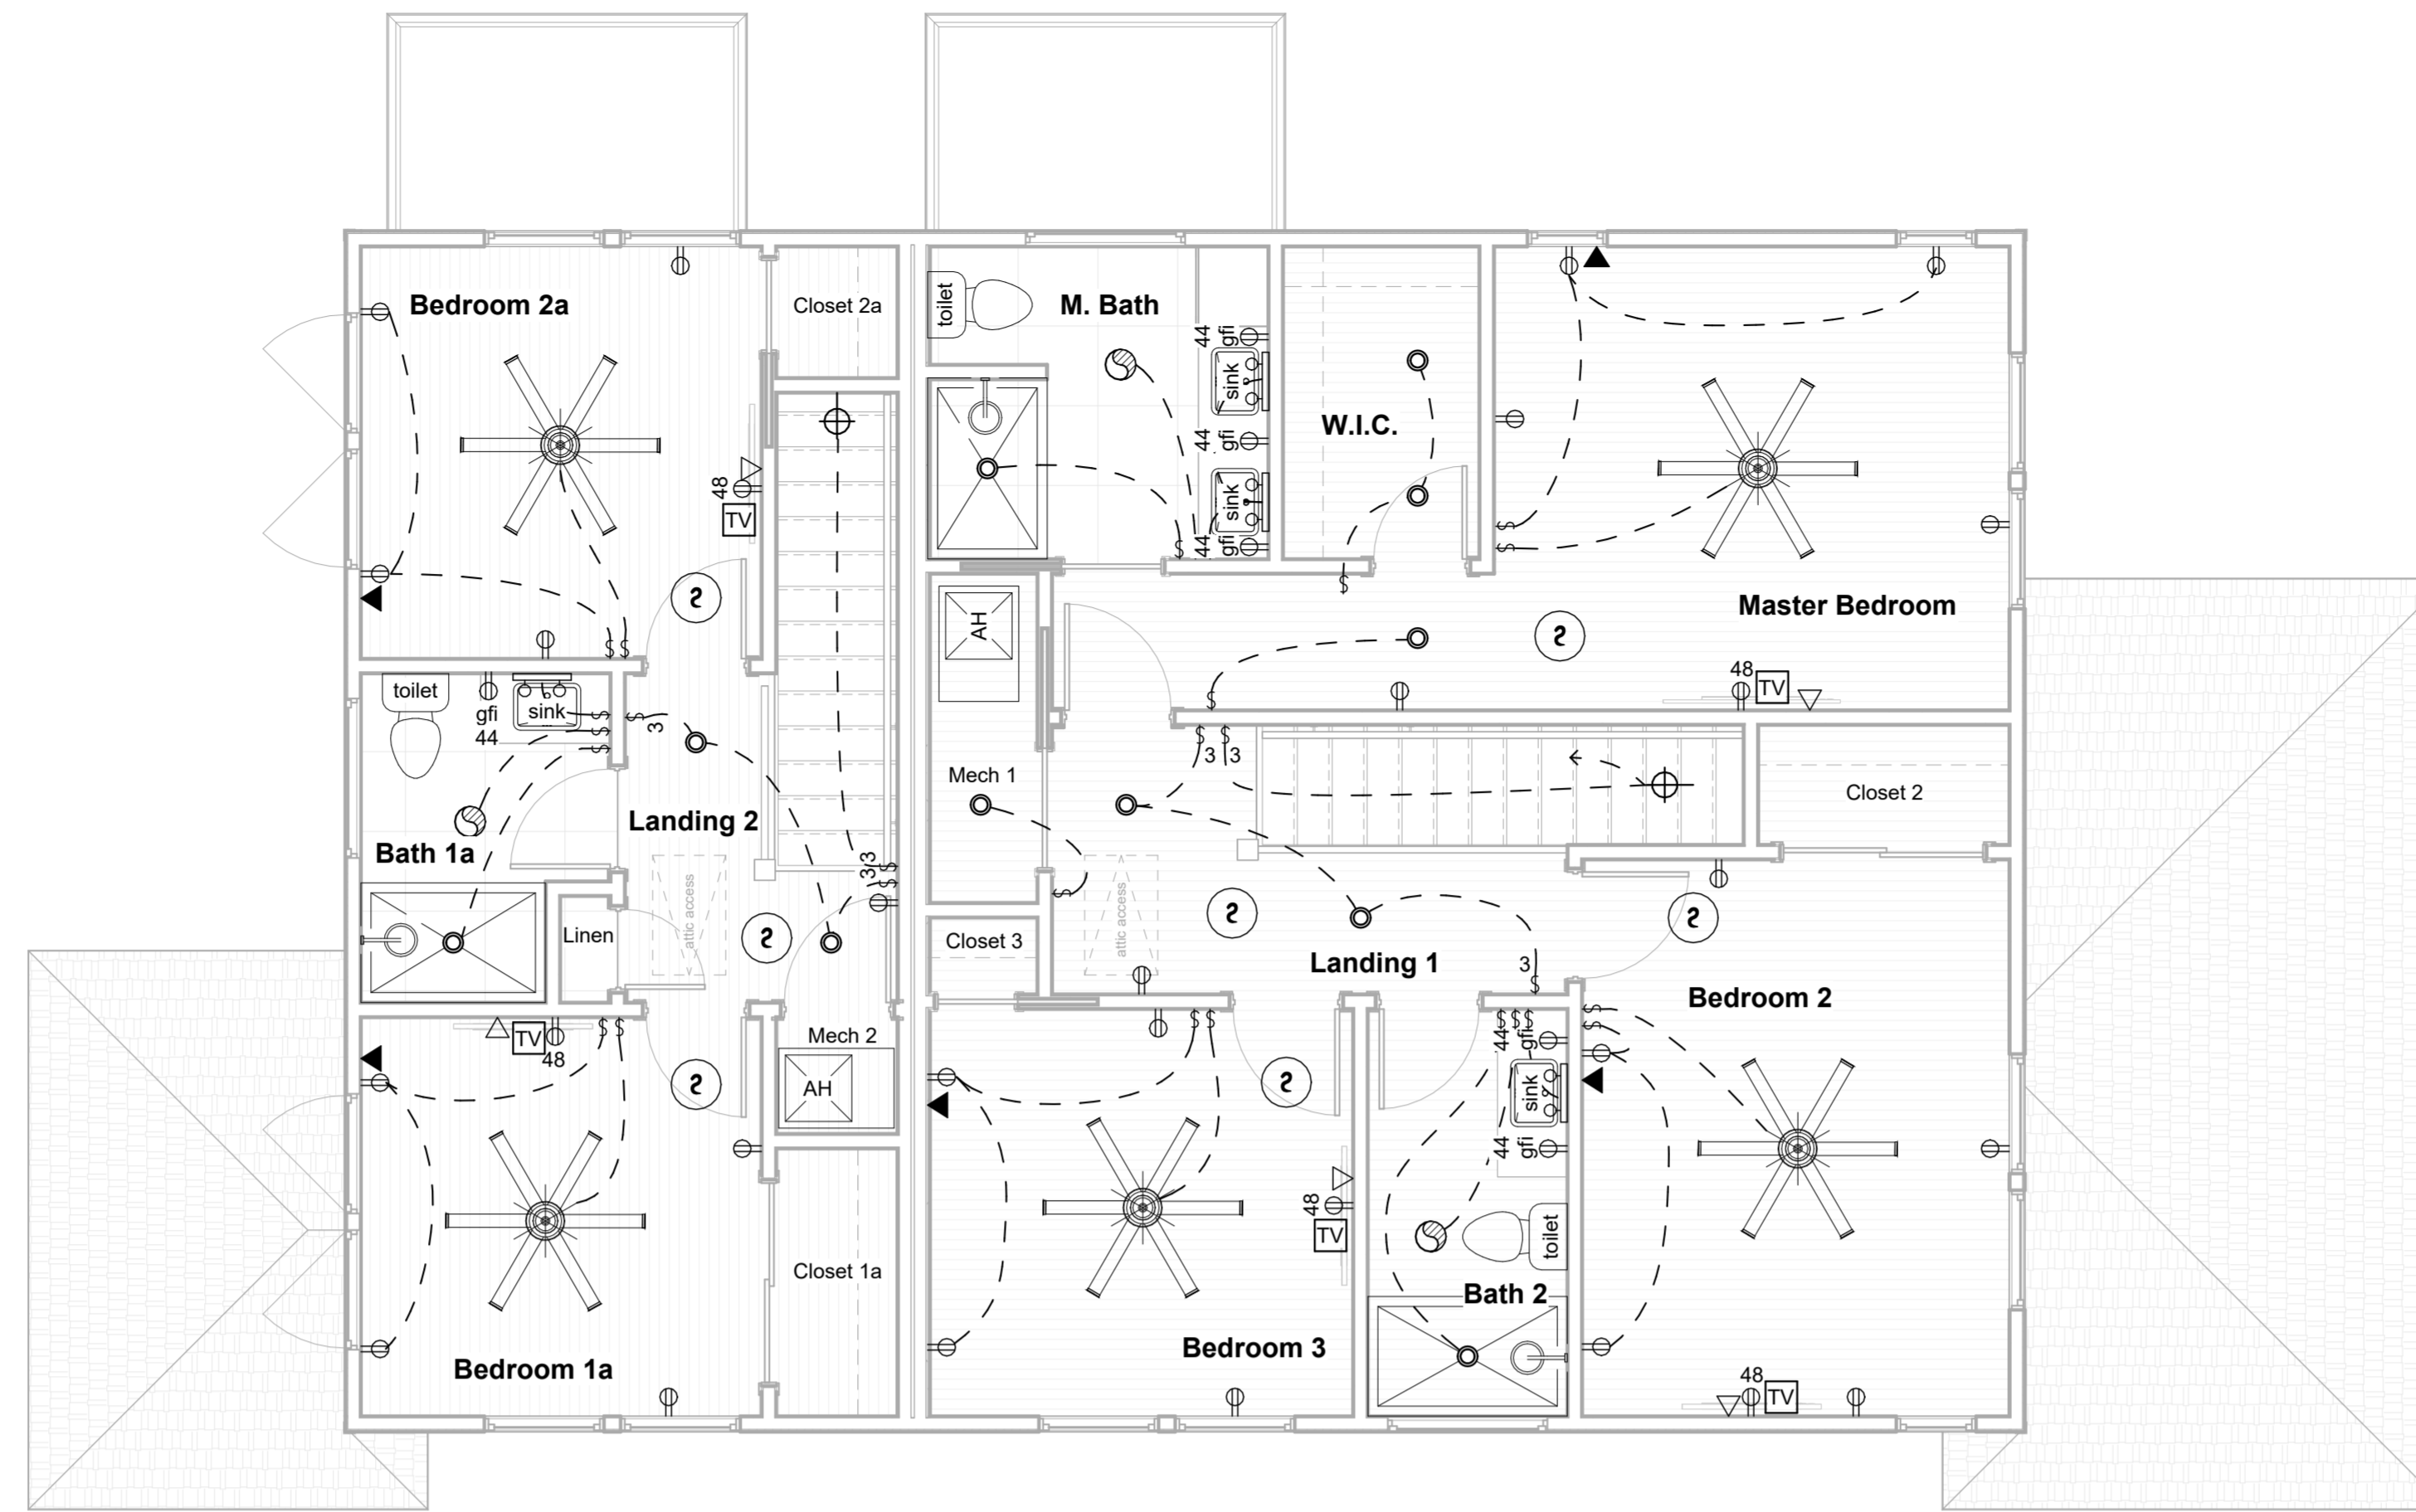 Bedroom 2a
Closet 2a
toilet
M. Bath
44
gfi
sink
44
gfi
sink
44
gfi
W.I.C.
48
TV
AH
Master Bedroom
48
TV
toilet
gfi
44
sink
3
3
3
Mech 1
Closet 2
Landing 2
Bath 1a
3
3
attic access
attic access
Linen
Closet 3
Landing 1
3
Bedroom 2
TV
48
Mech 2
AH
44
gfi
sink
44
gfi
48
TV
toilet
Closet 1a
Bath 2
Bedroom 3
Bedroom 1a
48
TV